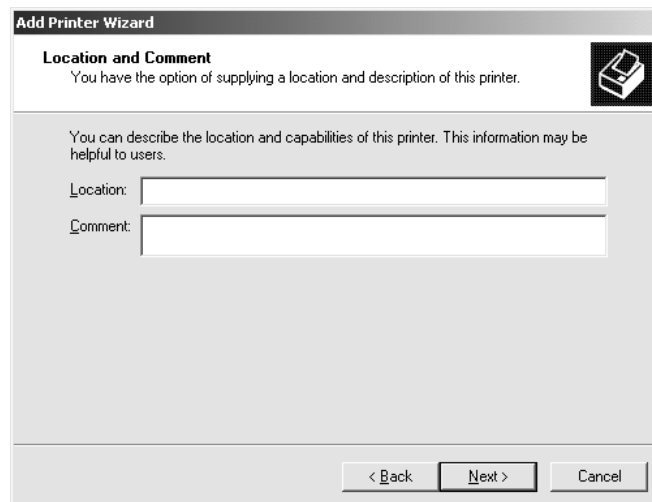 Add Printer Wizard
Location and Comment
You have the option of supplying a location and description of this printer.
You can describe the location and capabilities of this printer. This information may be
helpful to users.
Location:
Comment:
< Back Next > Cancel